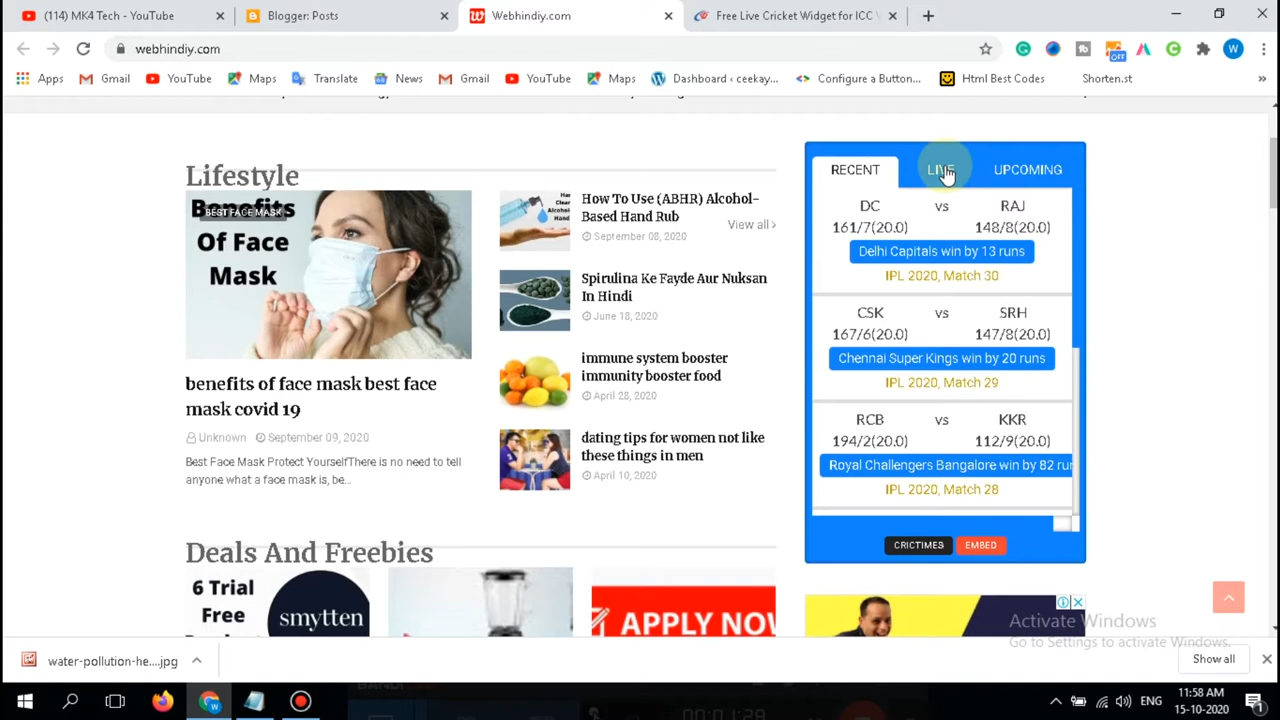 (114) MK4 Tech - YouTube
Blogger: Posts
Webhindiy.com
Free Live Cricket Widget for ICC
webhindiy.com
Apps
Gmail
YouTube
Maps
Translate
News
Gmail
YouTube
Maps
Dashboard ‹ ceekay...
Configure a Button...
Html Best Codes
Shorten.st
OFF
W
Lifestyle
BEST FACE MASK
Benefits
Of Face
Mask
benefits of face mask best face
mask covid 19
Unknown September 09, 2020
Best Face Mask Protect YourselfThere is no need to tell
anyone what a face mask is, be...
How To Use (ABHR) Alcohol-
Based Hand Rub
View all
September 08, 2020
Spirulina Ke Fayde Aur Nuksan
In Hindi
June 18, 2020
immune system booster
immunity booster food
April 28, 2020
dating tips for women not like
these things in men
April 10, 2020
RECENT LIVE UPCOMING
DC vs RAJ
161/7(20.0) 148/8(20.0)
Delhi Capitals win by 13 runs
IPL 2020, Match 30
CSK vs SRH
167/6(20.0) 147/8(20.0)
Chennai Super Kings win by 20 runs
IPL 2020, Match 29
RCB vs KKR
194/2(20.0) 112/9(20.0)
Royal Challengers Bangalore win by 82 ru
IPL 2020, Match 28
CRICTIMES EMBED
Deals And Freebies
6 Trial
Free
smytten
APPLY NOW
Activate Windows
Go to Settings to activate Windows.
water-pollution-he....jpg
Show all
ENG
11:58 AM
15-10-2020